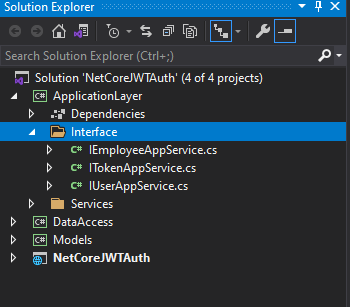 Solution Explorer
Search Solution Explorer (Ctrl+;)
Solution 'NetCoreJWTAuth' (4 of 4 projects)
ApplicationLayer
Dependencies
Interface
C# IEmployeeAppService.cs
C# ITokenAppService.cs
C# IUserAppService.cs
Services
C# DataAccess
C# Models
NetCoreJWTAuth